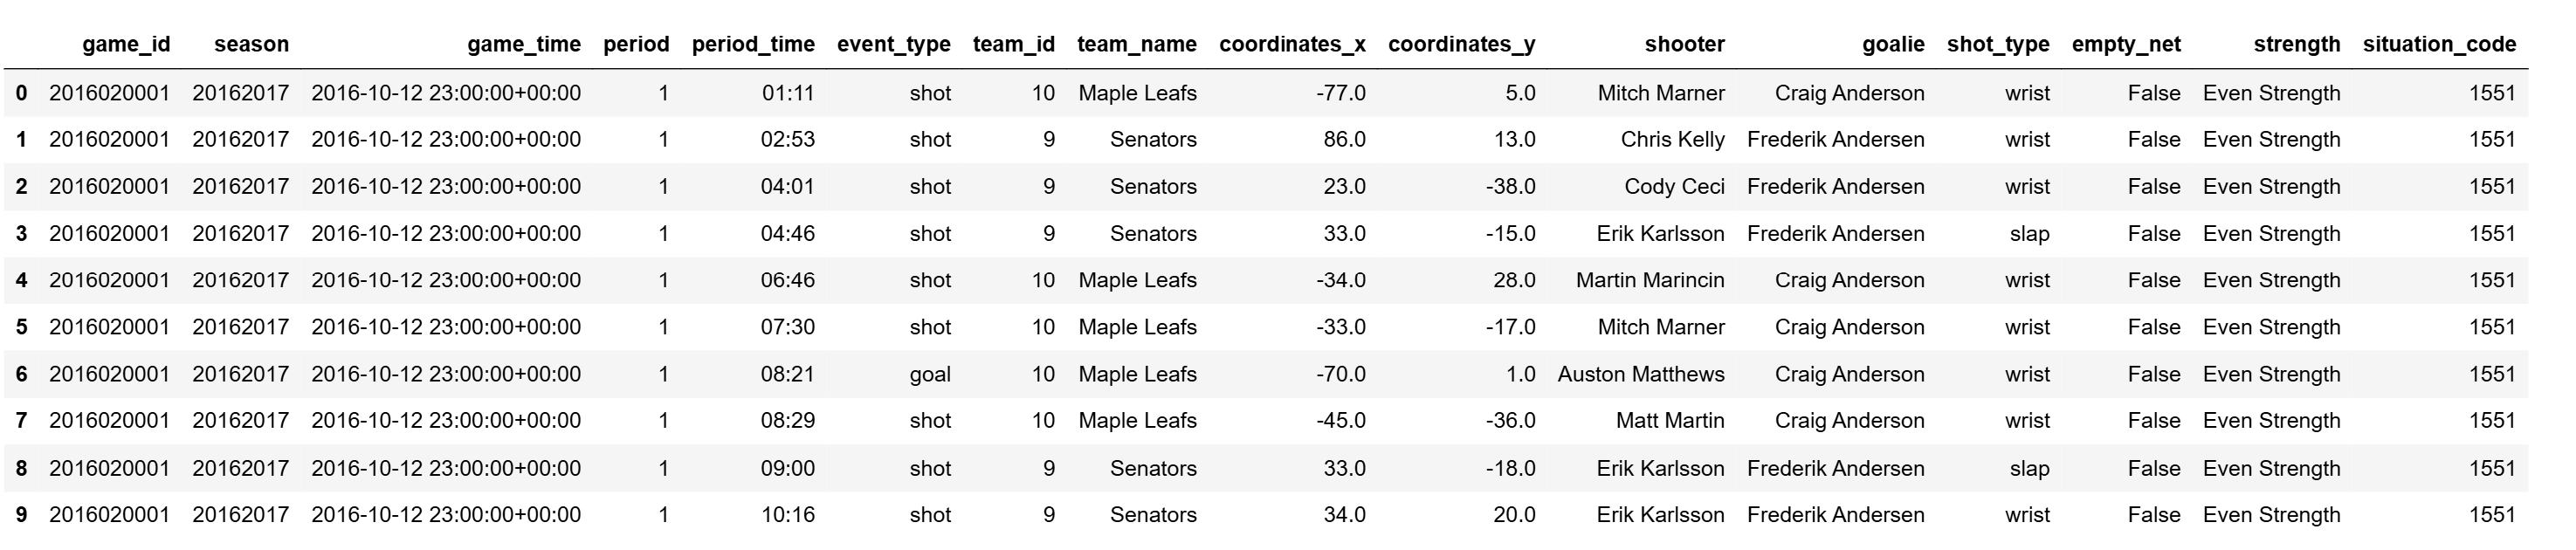 game_id season game_time period period_time event_type team_id team_name coordinates_x coordinates_y shooter goalie shot_type empty_net strength situation_code
0 2016020001 20162017 2016-10-12 23:00:00+00:00 1 01:11 shot 10 Maple Leafs -77.0 5.0 Mitch Marner Craig Anderson wrist False Even Strength 1551
1 2016020001 20162017 2016-10-12 23:00:00+00:00 1 02:53 shot 9 Senators 86.0 13.0 Chris Kelly Frederik Andersen wrist False Even Strength 1551
2 2016020001 20162017 2016-10-12 23:00:00+00:00 1 04:01 shot 9 Senators 23.0 -38.0 Cody Ceci Frederik Andersen wrist False Even Strength 1551
3 2016020001 20162017 2016-10-12 23:00:00+00:00 1 04:46 shot 9 Senators 33.0 -15.0 Erik Karlsson Frederik Andersen slap False Even Strength 1551
4 2016020001 20162017 2016-10-12 23:00:00+00:00 1 06:46 shot 10 Maple Leafs -34.0 28.0 Martin Marincin Craig Anderson wrist False Even Strength 1551
5 2016020001 20162017 2016-10-12 23:00:00+00:00 1 07:30 shot 10 Maple Leafs -33.0 -17.0 Mitch Marner Craig Anderson wrist False Even Strength 1551
6 2016020001 20162017 2016-10-12 23:00:00+00:00 1 08:21 goal 10 Maple Leafs -70.0 1.0 Auston Matthews Craig Anderson wrist False Even Strength 1551
7 2016020001 20162017 2016-10-12 23:00:00+00:00 1 08:29 shot 10 Maple Leafs -45.0 -36.0 Matt Martin Craig Anderson wrist False Even Strength 1551
8 2016020001 20162017 2016-10-12 23:00:00+00:00 1 09:00 shot 9 Senators 33.0 -18.0 Erik Karlsson Frederik Andersen slap False Even Strength 1551
9 2016020001 20162017 2016-10-12 23:00:00+00:00 1 10:16 shot 9 Senators 34.0 20.0 Erik Karlsson Frederik Andersen wrist False Even Strength 1551